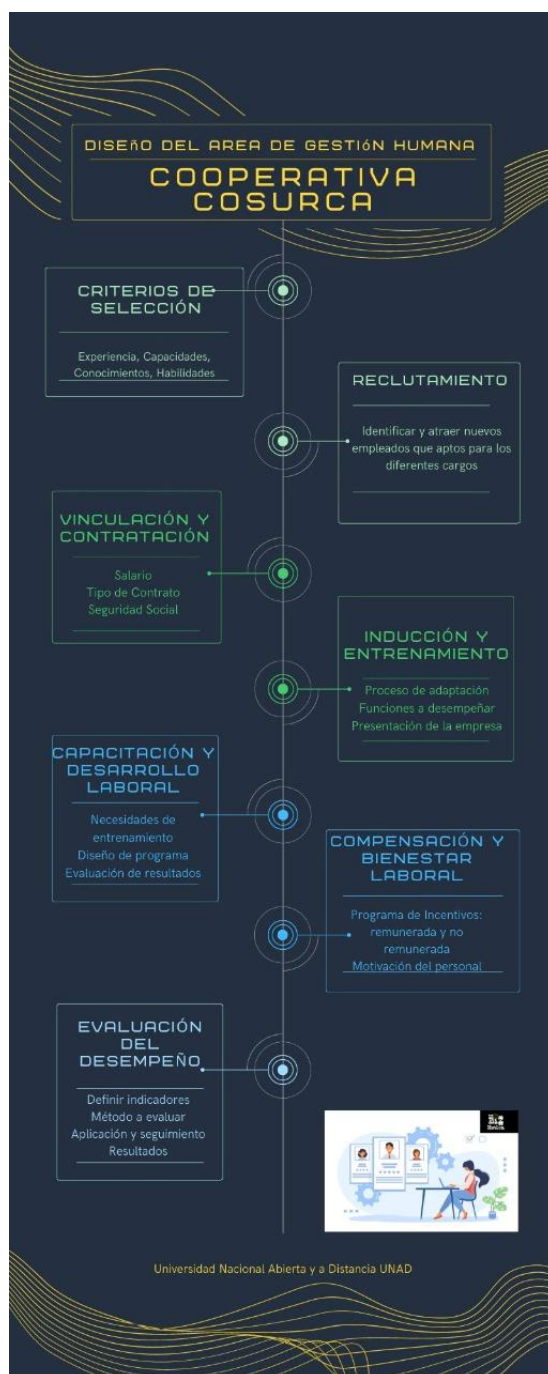 DISEÑO DEL AREA DE GESTIÓN HUMANA
COOPERATIVA
COSURCA
CRITERIOS DE
SELECCIÓN
Experiencia, Capacidades,
Conocimientos, Habilidades
RECLUTAMIENTO
Identificar y atraer nuevos
empleados que aptos para los
diferentes cargos
VINCULACIÓN Y
CONTRATACIÓN
Salario
Tipo de Contrato
Seguridad Social
INDUCCIÓN Y
ENTRENAMIENTO
Proceso de adaptación
Funciones a desempeñar
Presentación de la empresa
CAPACITACIÓN Y
DESARROLLO
LABORAL
Necesidades de
entrenamiento
Diseño de programa
Evaluación de resultados
COMPENSACIÓN Y
BIENESTAR
LABORAL
Programa de Incentivos:
remunerada y no
remunerada
Motivación del personal
EVALUACIÓN
DEL
DESEMPEÑO
Definir indicadores
Método a evaluar
Aplicación y seguimiento
Resultados
Universidad Nacional Abierta y a Distancia UNAD